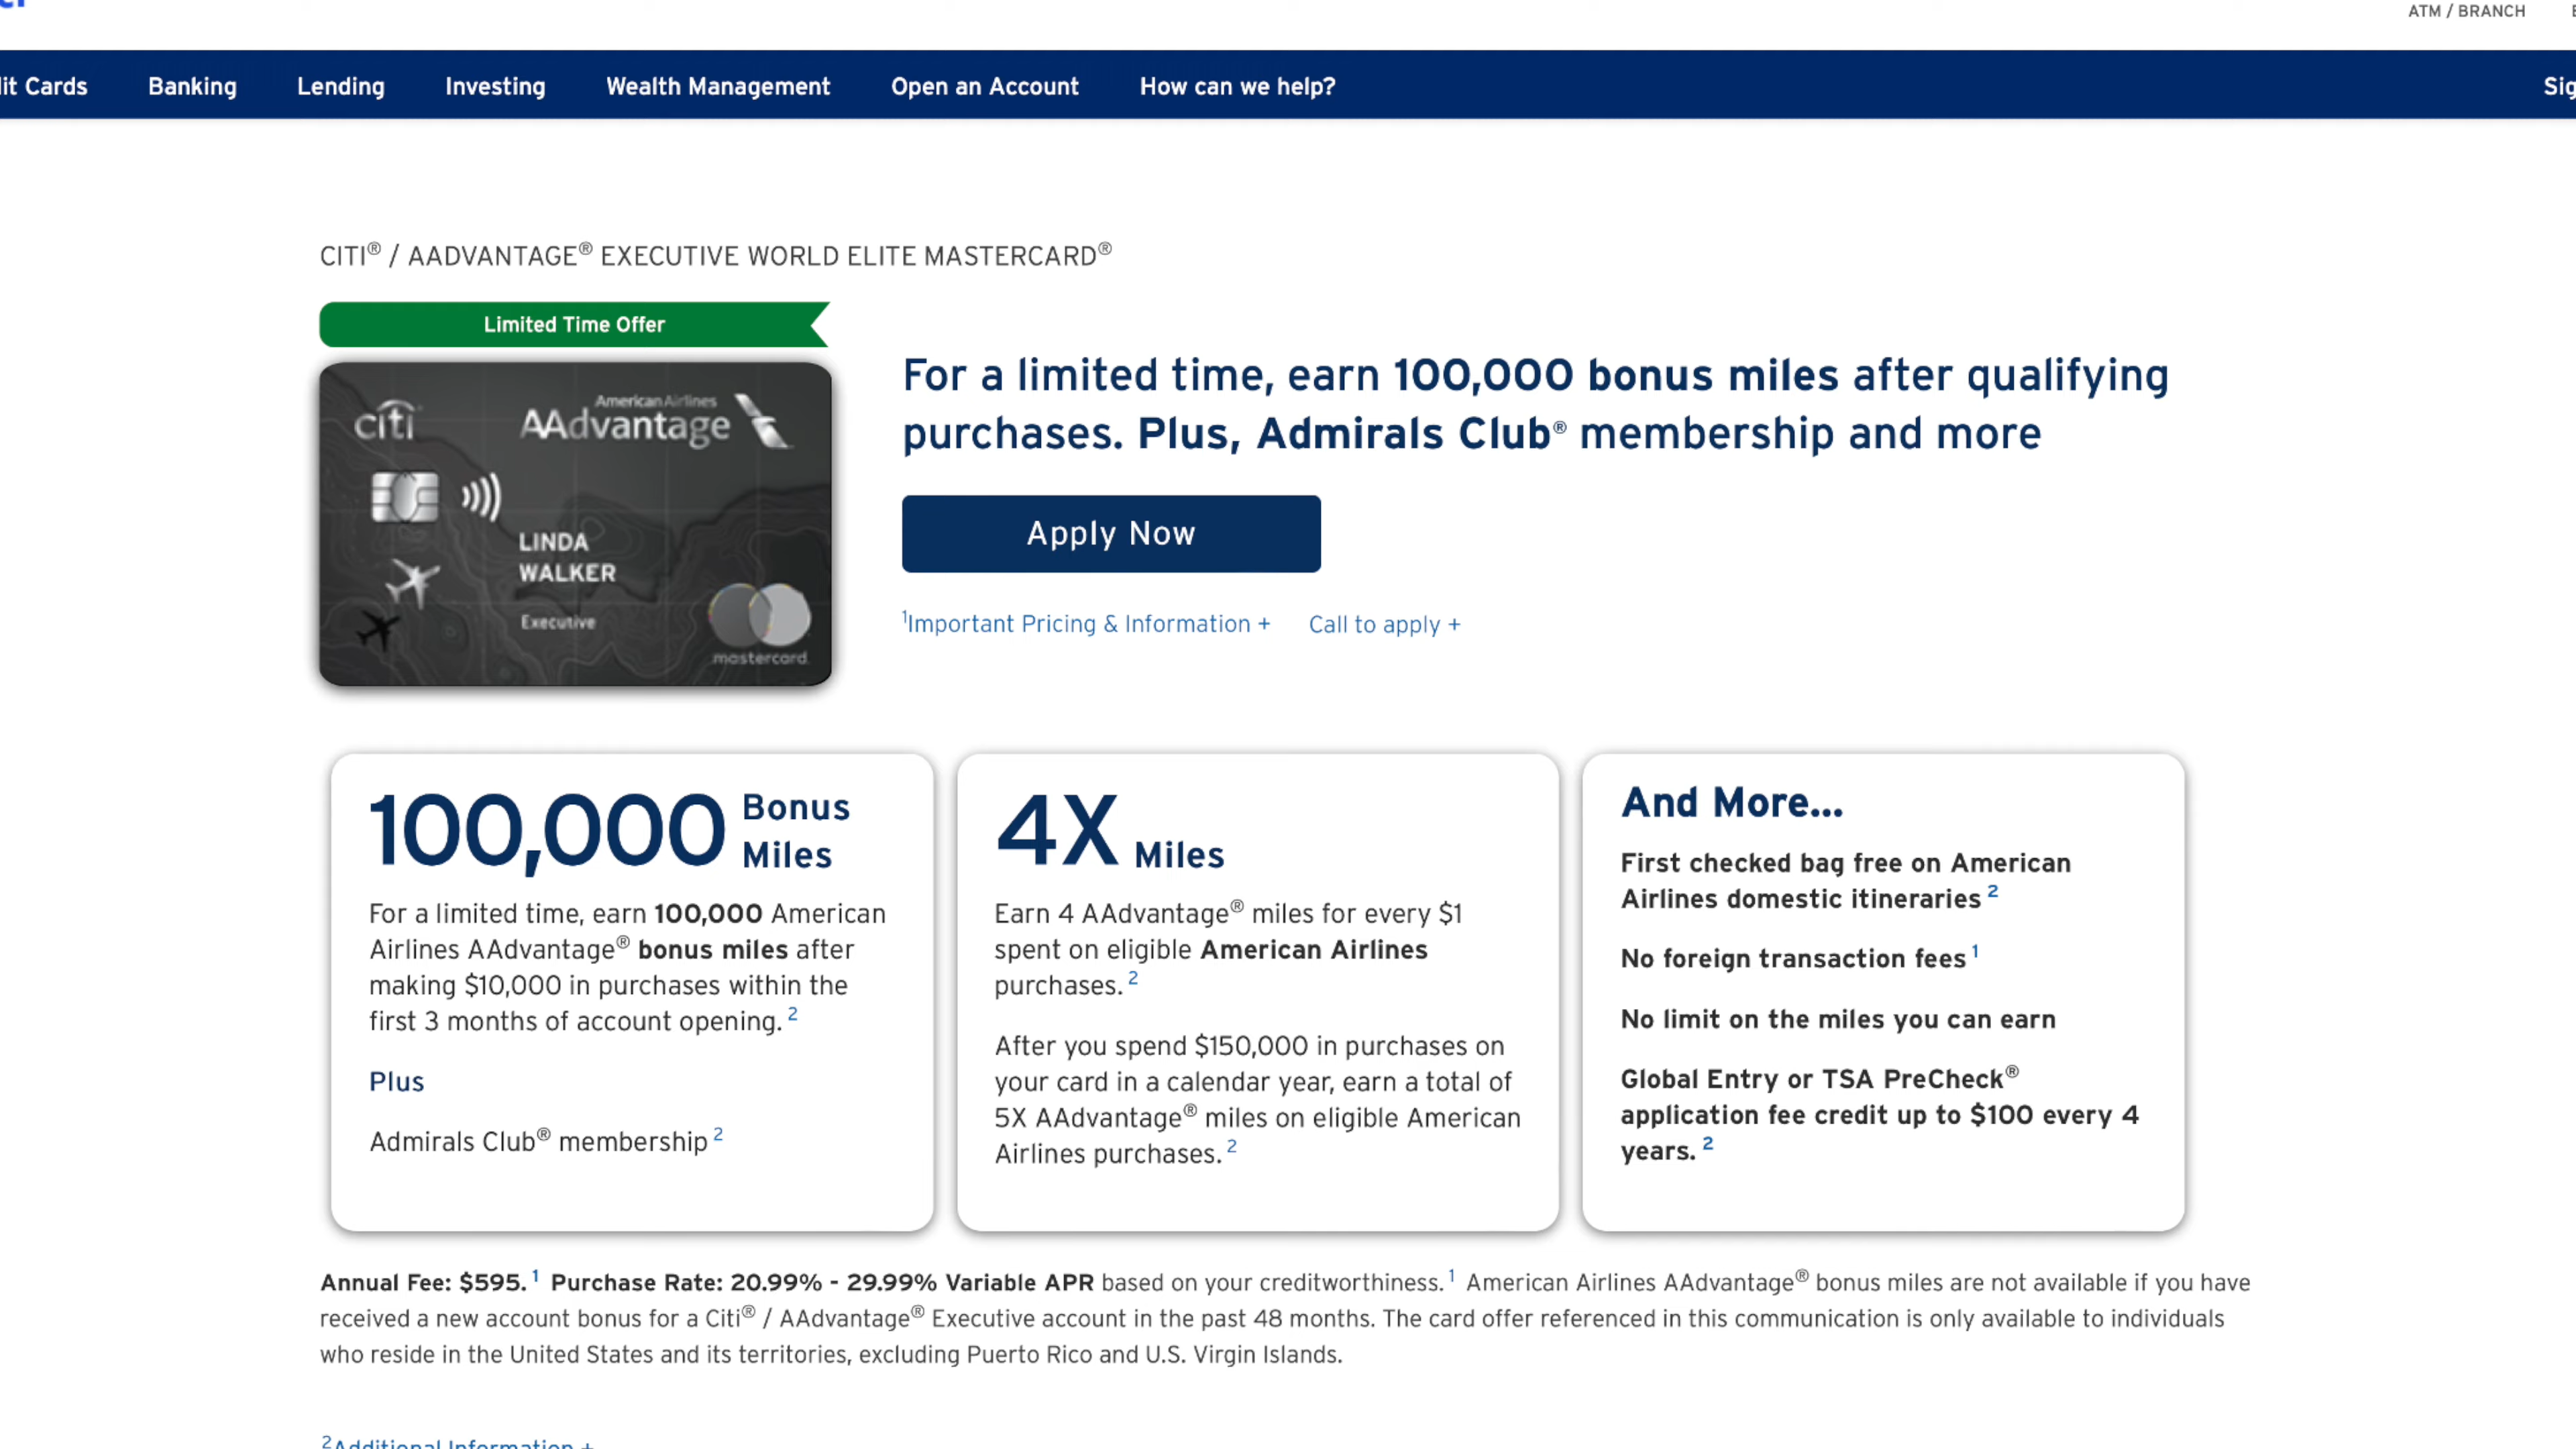 ATM / BRANCH
Cards
Banking
Lending
Investing
Wealth Management
Open an Account
How can we help?
CITI® / AADVANTAGE® EXECUTIVE WORLD ELITE MASTERCARD®
Limited Time Offer
American Airlines
citi
AAdvantage
LINDA
WALKER
Executive
mastercard
For a limited time, earn 100,000 bonus miles after qualifying
purchases. Plus, Admirals Club® membership and more
Apply Now
¹Important Pricing & Information +
Call to apply +
100,000 Bonus
Miles
For a limited time, earn 100,000 American
Airlines AAdvantage® bonus miles after
making $10,000 in purchases within the
first 3 months of account opening. ²
Plus
Admirals Club® membership ²
4X Miles
Earn 4 AAdvantage® miles for every $1
spent on eligible American Airlines
purchases. ²
After you spend $150,000 in purchases on
your card in a calendar year, earn a total of
5X AAdvantage® miles on eligible American
Airlines purchases. ²
And More...
First checked bag free on American
Airlines domestic itineraries ²
No foreign transaction fees ¹
No limit on the miles you can earn
Global Entry or TSA PreCheck®
application fee credit up to $100 every 4
years. ²
Annual Fee: $595. ¹ Purchase Rate: 20.99% - 29.99% Variable APR based on your creditworthiness. ¹ American Airlines AAdvantage® bonus miles are not available if you have
received a new account bonus for a Citi® / AAdvantage® Executive account in the past 48 months. The card offer referenced in this communication is only available to individuals
who reside in the United States and its territories, excluding Puerto Rico and U.S. Virgin Islands.
²Additional Information +